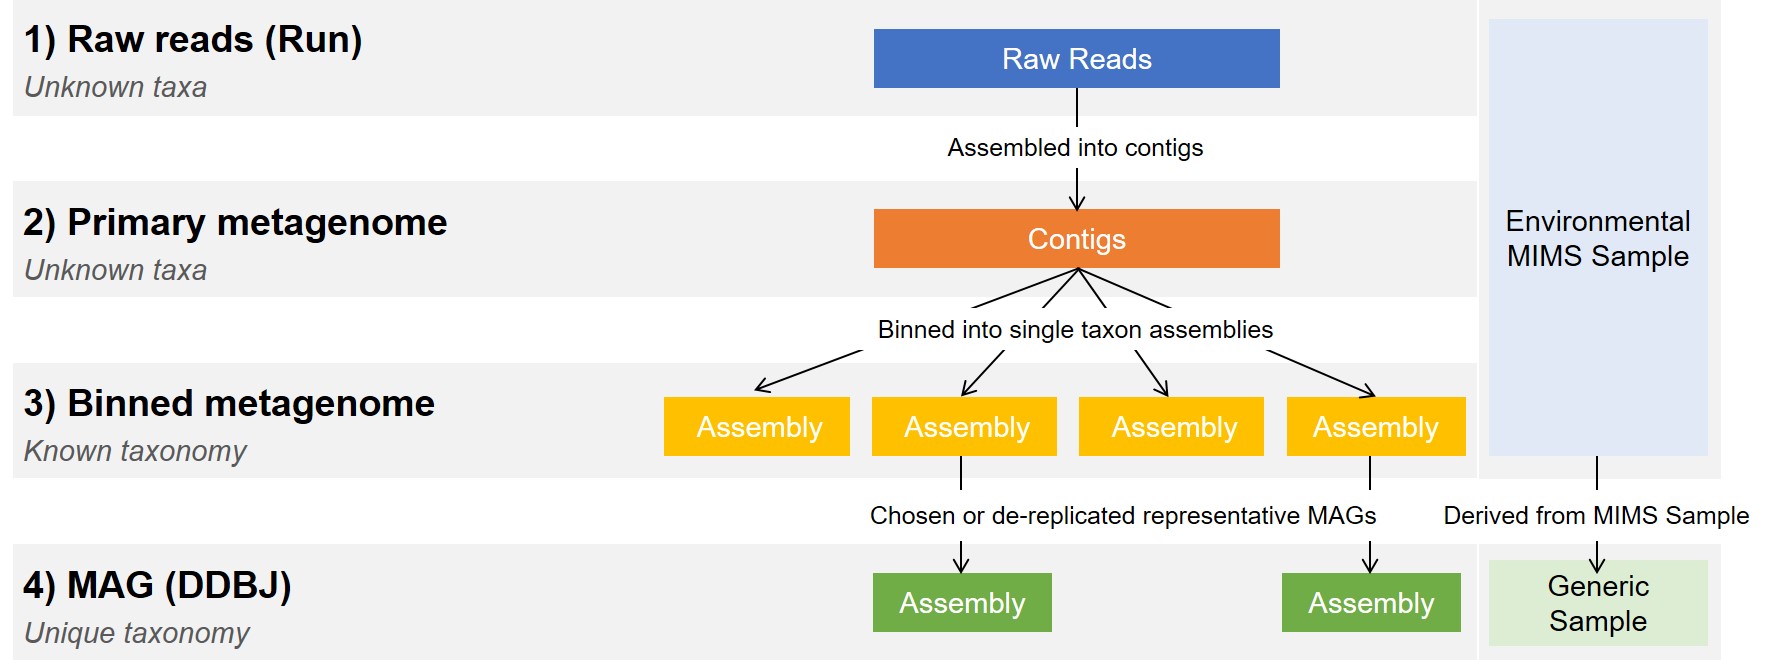 1) Raw reads (Run)
Unknown taxa
Raw Reads
Assembled into contigs
2) Primary metagenome
Unknown taxa
Contigs
Environmental
MIMS Sample
Binned into single taxon assemblies
3) Binned metagenome
Known taxonomy
Assembly
Assembly
Assembly
Assembly
Chosen or de-replicated representative MAGs
Derived from MIMS Sample
4) MAG (DDBJ)
Unique taxonomy
Assembly
Assembly
Generic
Sample